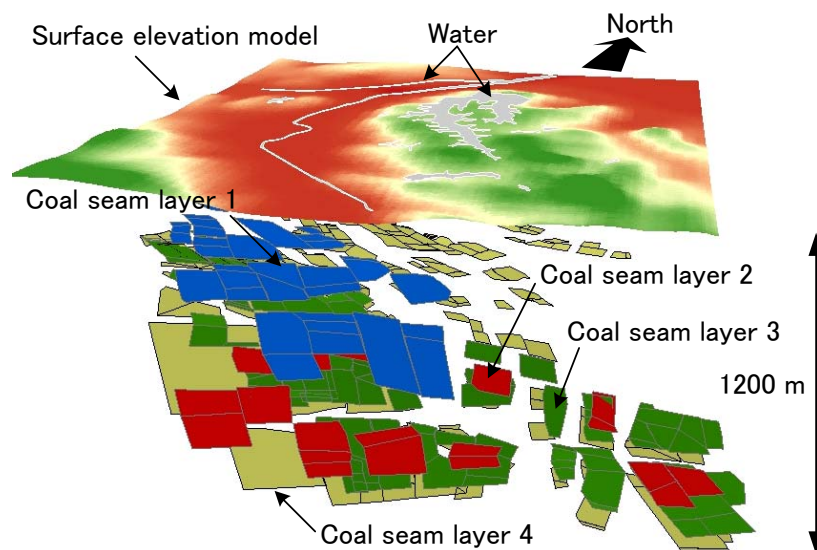 North
Water
Surface elevation model
Coal seam layer 1
Coal seam layer 2
Coal seam layer 3
1200 m
Coal seam layer 4